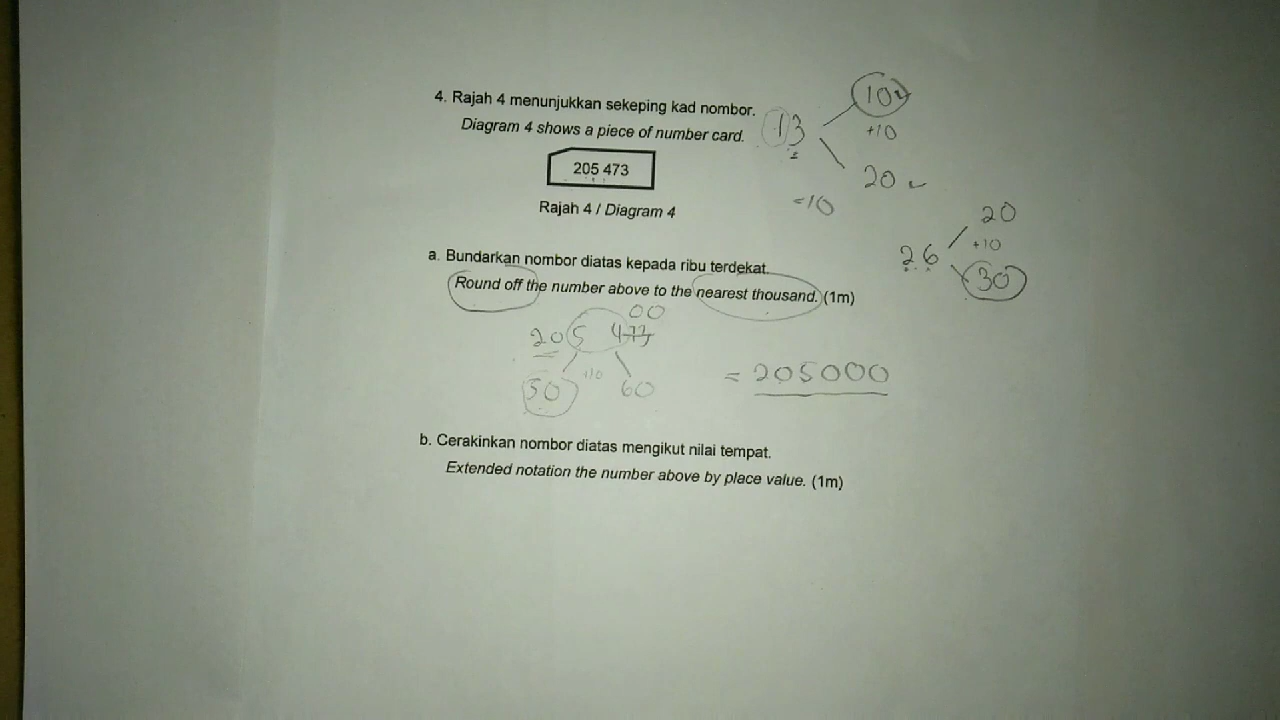 4. Rajah 4 menunjukkan sekeping kad nombor.
Diagram 4 shows a piece of number card.
205 473
Rajah 4 / Diagram 4
13
10
+10
20
-10
26
20
+10
30
a. Bundarkan nombor diatas kepada ribu terdekat.
Round off the number above to the nearest thousand. (1m)
00
205 473
50
+10
60
= 205000
b. Cerakinkan nombor diatas mengikut nilai tempat.
Extended notation the number above by place value. (1m)